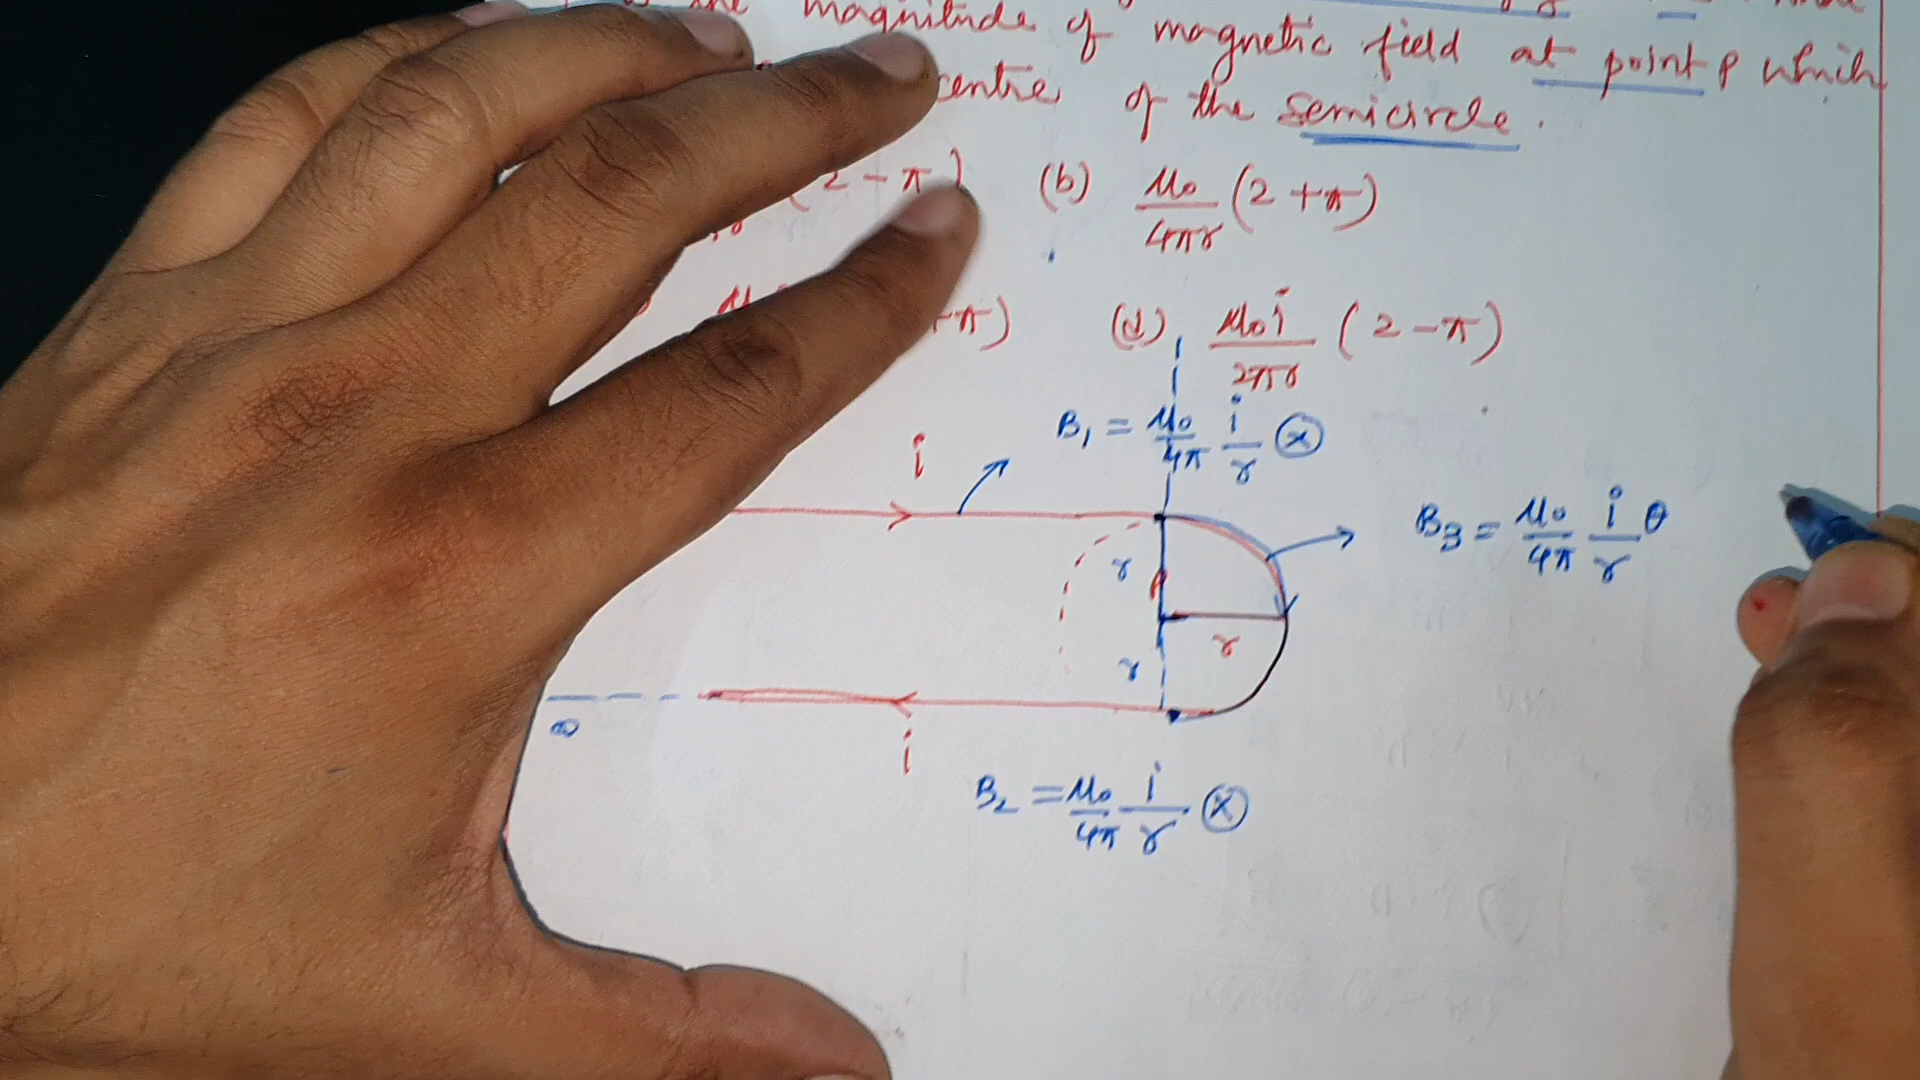 magnitude of magnetic field at point P which
centre of the semicircle.
(2 - π) (b) μ₀/4πr (2 + π)
+π) (d) μ₀i/2πr (2 - π)
B₁ = μ₀/4π i/r ⊗
i
B₃ = μ₀/4π i/r θ
r
r
r
∞
i
B₂ = μ₀/4π i/r ⊗